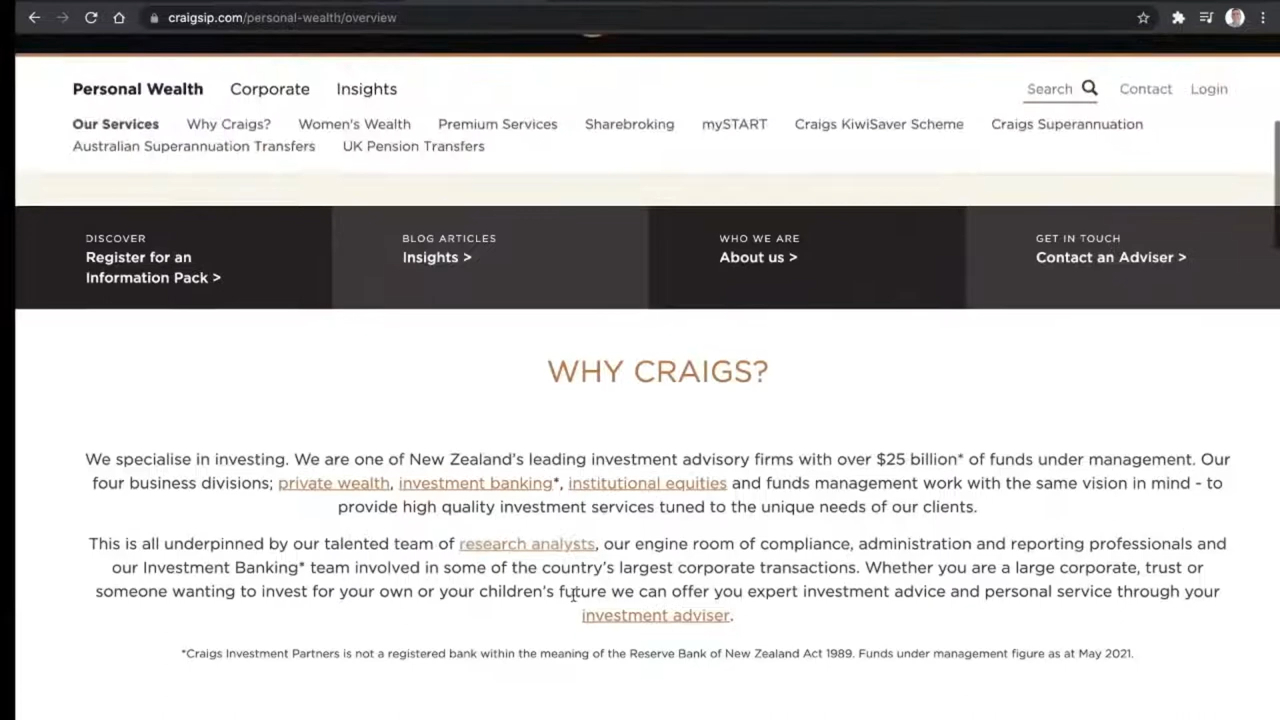 craigsip.com/personal-wealth/overview
Personal Wealth Corporate Insights Search Contact Login
Our Services Why Craigs? Women's Wealth Premium Services Sharebroking mySTART Craigs KiwiSaver Scheme Craigs Superannuation
Australian Superannuation Transfers UK Pension Transfers
DISCOVER
Register for an
Information Pack >
BLOG ARTICLES
Insights >
WHO WE ARE
About us >
GET IN TOUCH
Contact an Adviser >
WHY CRAIGS?
We specialise in investing. We are one of New Zealand's leading investment advisory firms with over $25 billion* of funds under management. Our
four business divisions; private wealth, investment banking*, institutional equities and funds management work with the same vision in mind - to
provide high quality investment services tuned to the unique needs of our clients.
This is all underpinned by our talented team of research analysts, our engine room of compliance, administration and reporting professionals and
our Investment Banking* team involved in some of the country's largest corporate transactions. Whether you are a large corporate, trust or
someone wanting to invest for your own or your children's future we can offer you expert investment advice and personal service through your
investment adviser.
*Craigs Investment Partners is not a registered bank within the meaning of the Reserve Bank of New Zealand Act 1989. Funds under management figure as at May 2021.